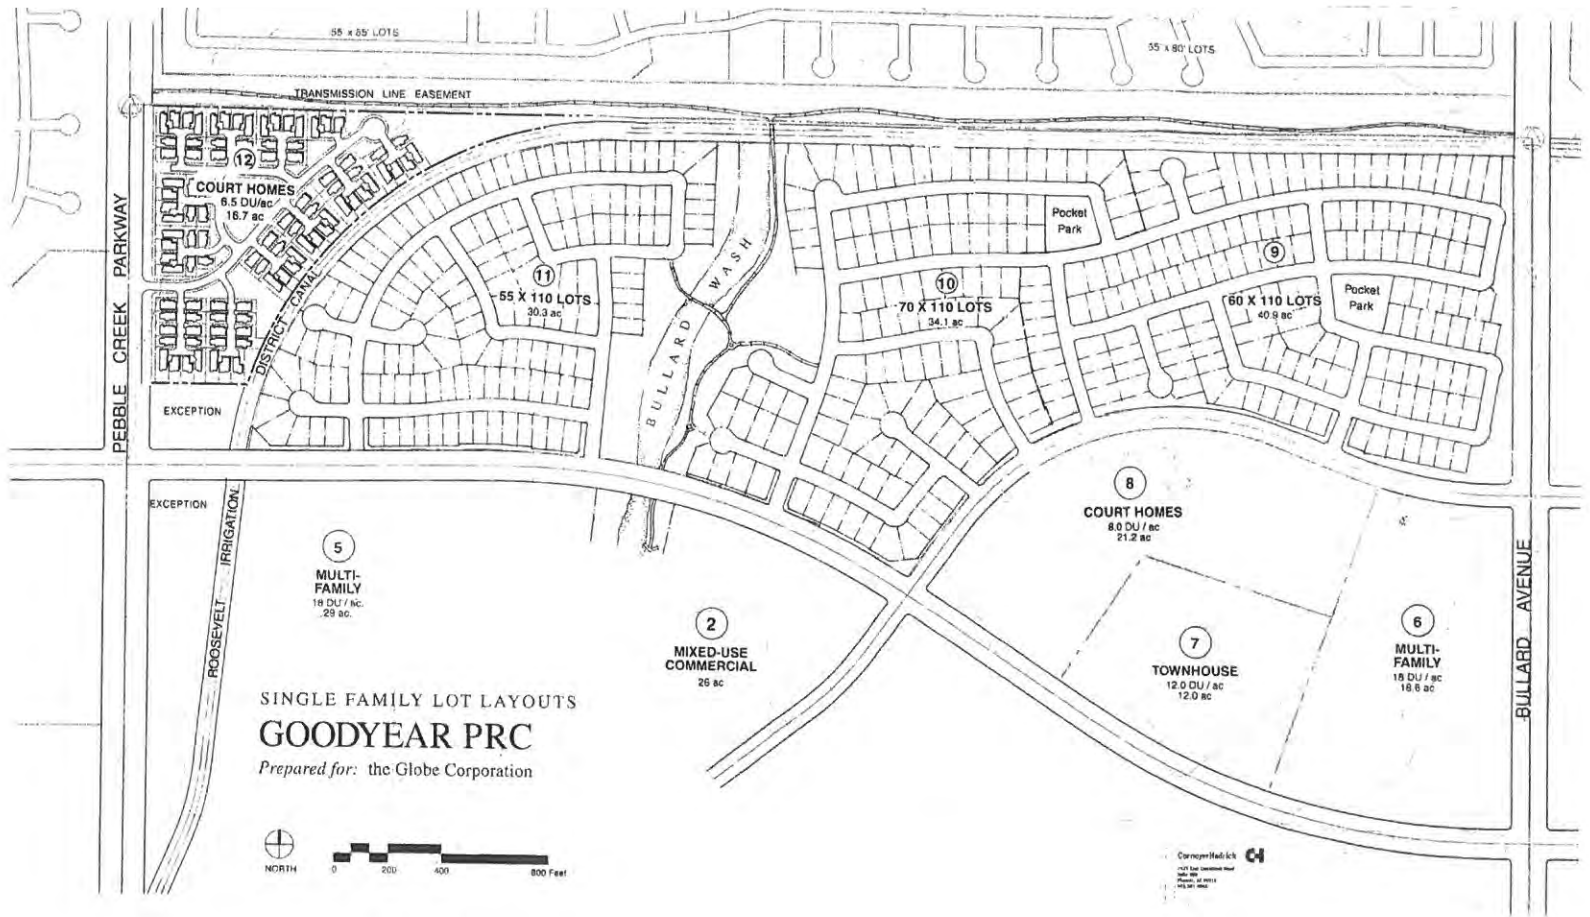 55 x 85' LOTS
55' x 80' LOTS
TRANSMISSION LINE EASEMENT
12
COURT HOMES
6.5 DU/ac
16.7 ac
PEBBLE CREEK PARKWAY
DISTRICT CANAL
11
55 X 110 LOTS
30.3 ac
BULLARD WASH
Pocket
Park
10
70 X 110 LOTS
34.1 ac
9
60 X 110 LOTS
40.9 ac
Pocket
Park
EXCEPTION
EXCEPTION
ROOSEVELT IRRIGATION
5
MULTI-
FAMILY
18 DU / ac.
29 ac.
2
MIXED-USE
COMMERCIAL
26 ac
8
COURT HOMES
8.0 DU / ac
21.2 ac
7
TOWNHOUSE
12.0 DU / ac
12.0 ac
6
MULTI-
FAMILY
18 DU / ac
18.6 ac
BULLARD AVENUE
SINGLE FAMILY LOT LAYOUTS
GOODYEAR PRC
Prepared for: the Globe Corporation
NORTH
0 200 400 800 Feet
CornoyerHedrick